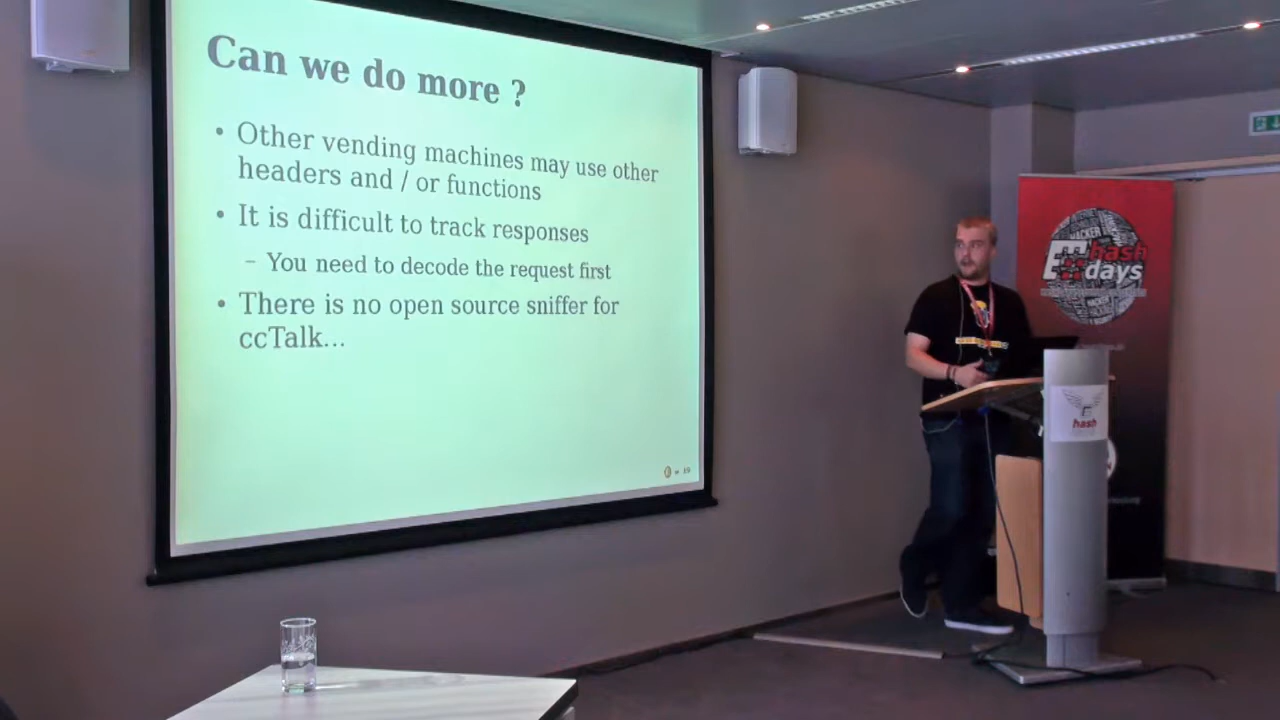 Can we do more ?
• Other vending machines may use other
headers and / or functions
• It is difficult to track responses
– You need to decode the request first
• There is no open source sniffer for
ccTalk...
19
HACKER
hash
days
hash